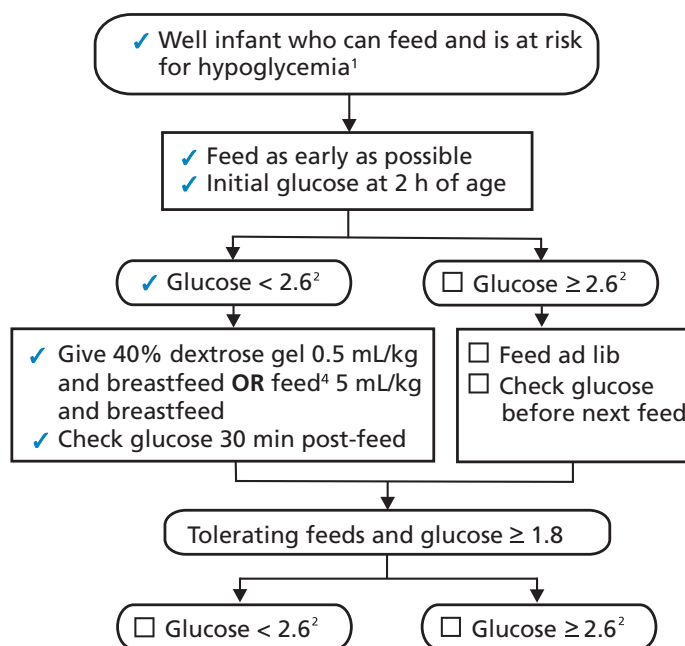 ✓ Well infant who can feed and is at risk
for hypoglycemia¹
✓ Feed as early as possible
✓ Initial glucose at 2 h of age
✓ Glucose < 2.6²
☐ Glucose ≥ 2.6²
✓ Give 40% dextrose gel 0.5 mL/kg
and breastfeed OR feed⁴ 5 mL/kg
and breastfeed
✓ Check glucose 30 min post-feed
☐ Feed ad lib
☐ Check glucose
before next feed
Tolerating feeds and glucose ≥ 1.8
☐ Glucose < 2.6²
☐ Glucose ≥ 2.6²